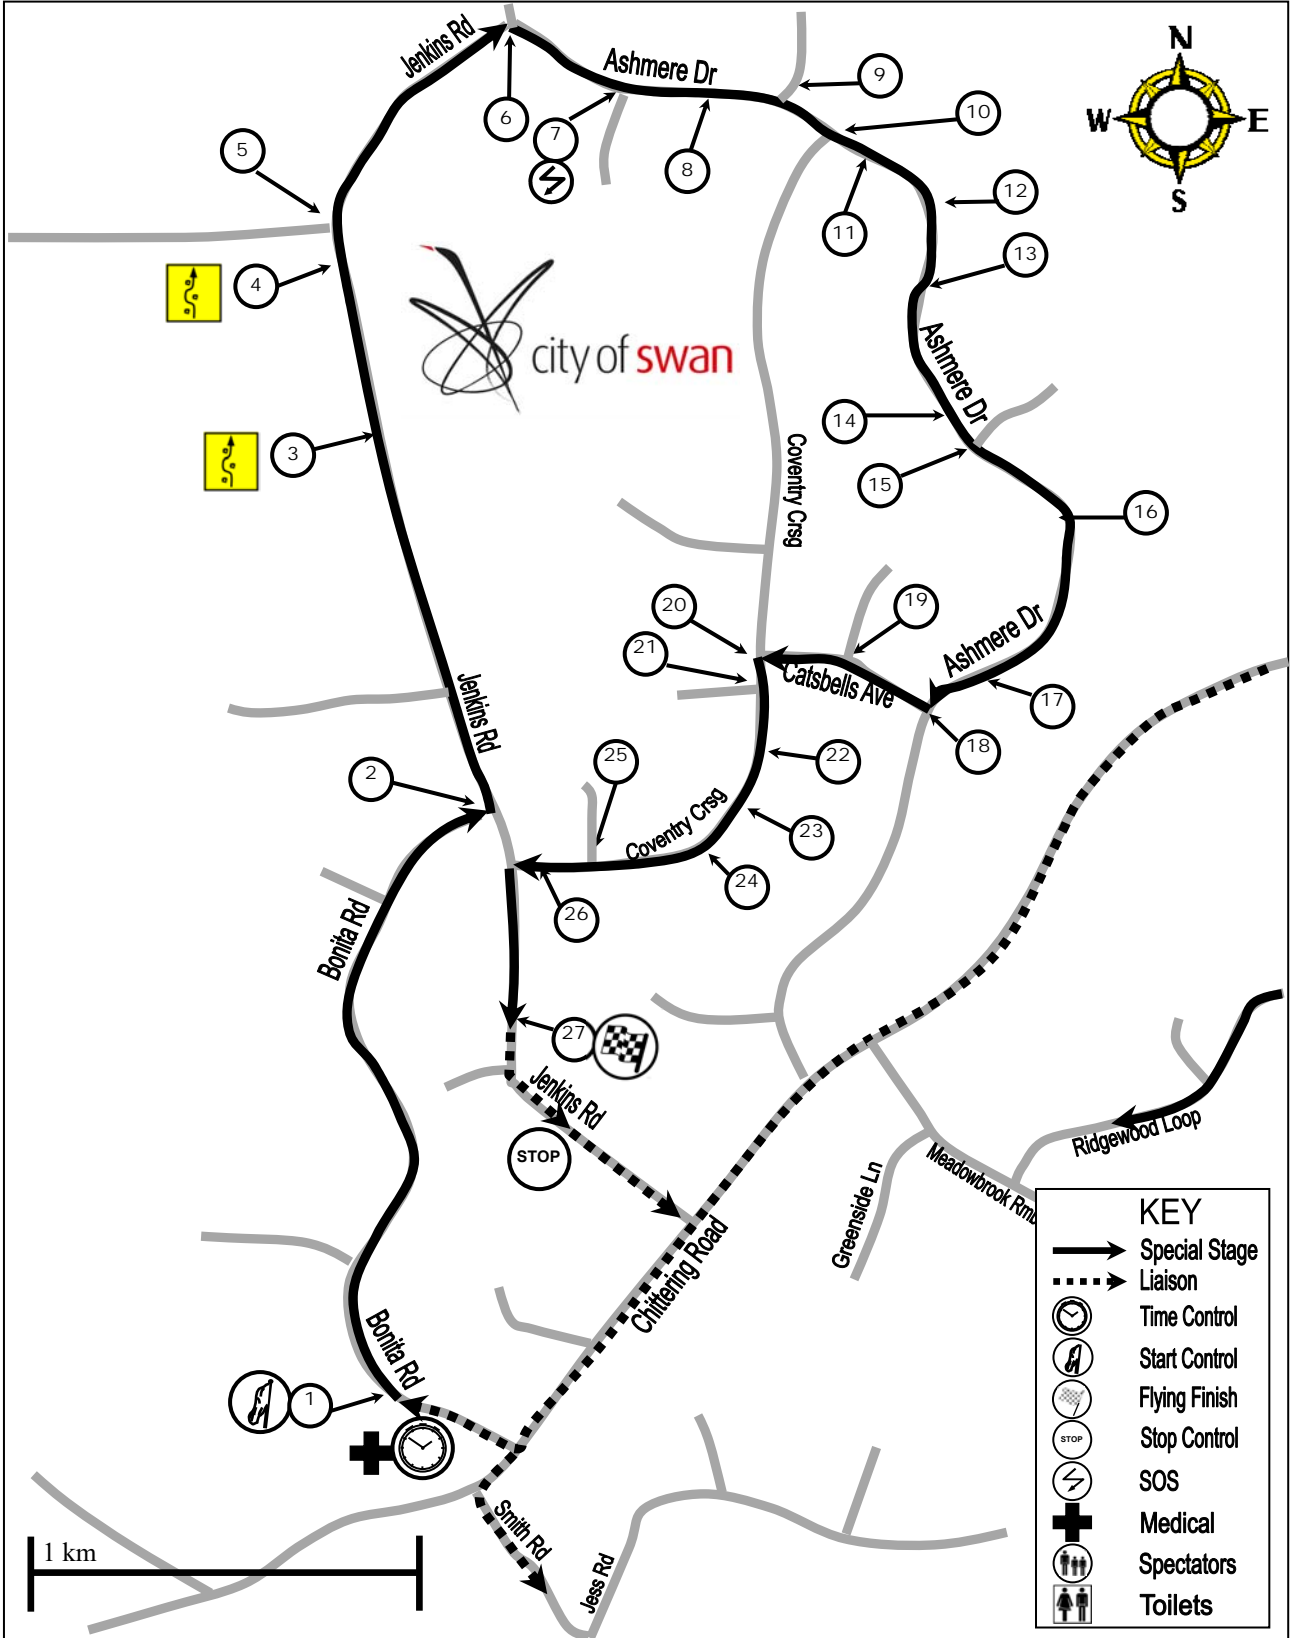 Jenkins Rd
Ashmere Dr
N
W E
S
6
7
8
9
10
11
12
13
5
4
3
city of swan
Ashmere Dr
14
15
16
Coventry Crsg
20
21
19
Ashmere Dr
Catsbells Ave
17
18
Jenkins Rd
2
25
22
Coventry Crsg
23
24
26
Bonita Rd
27
Jenkins Rd
STOP
Chittering Road
Ridgewood Loop
Meadowbrook Rmb
Greenside Ln
Bonita Rd
1
Smith Rd
Jess Rd
1 km
KEY
Special Stage
Liaison
Time Control
Start Control
Flying Finish
STOP Stop Control
SOS
Medical
Spectators
Toilets